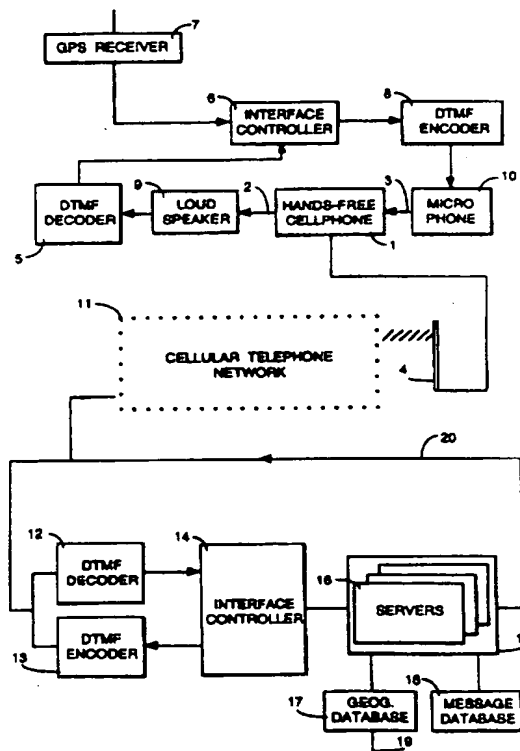 7
GPS RECEIVER
6
INTERFACE
CONTROLLER
8
DTMF
ENCODER
DTMF
DECODER
5
9
LOUD
SPEAKER
2
HANDS-FREE
CELLPHONE
1
3
MICRO
PHONE
10
11
CELLULAR TELEPHONE
NETWORK
4
20
12
DTMF
DECODER
14
INTERFACE
CONTROLLER
16
SERVERS
DTMF
ENCODER
13
17
GEOG.
DATABASE
19
18
MESSAGE
DATABASE